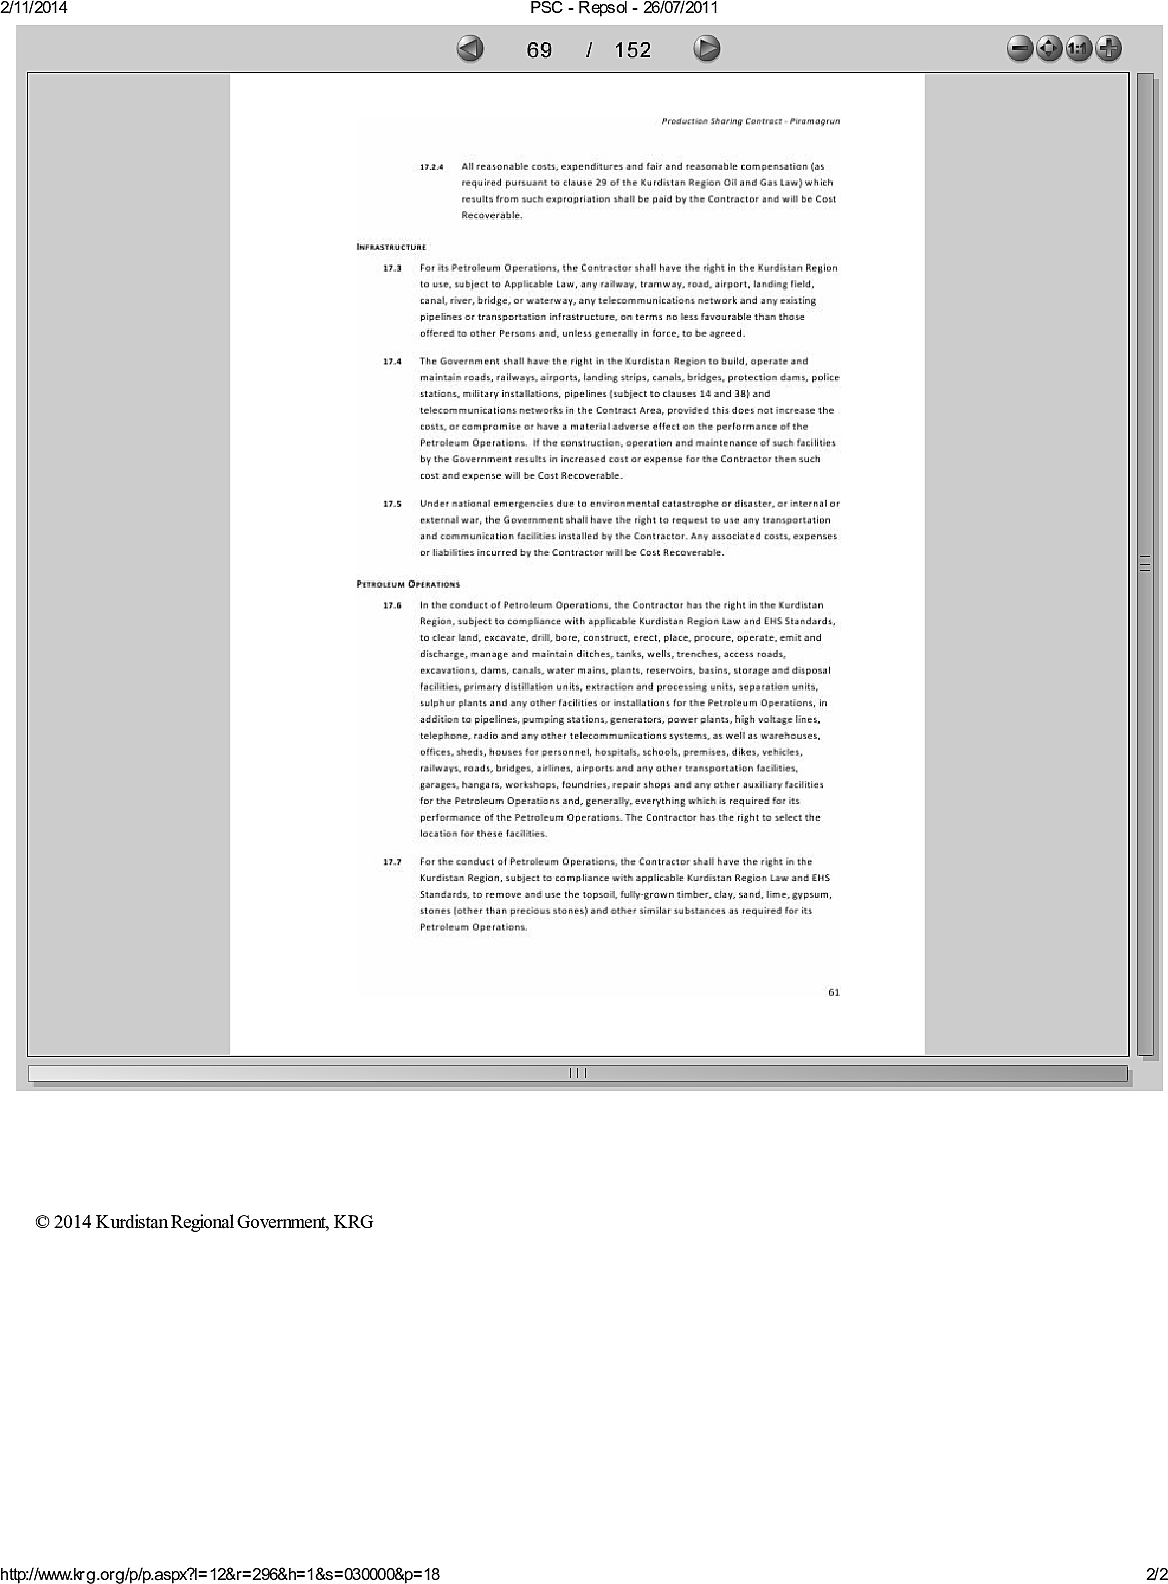 2/11/2014 PSC - Repsol - 26/07/2011
69 / 152
1:1
Production Sharing Contract - Piramagrun
17.2.4 All reasonable costs, expenditures and fair and reasonable compensation (as
required pursuant to clause 29 of the Kurdistan Region Oil and Gas Law) which
results from such expropriation shall be paid by the Contractor and will be Cost
Recoverable.
INFRASTRUCTURE
17.3 For its Petroleum Operations, the Contractor shall have the right in the Kurdistan Region
to use, subject to Applicable Law, any railway, tramway, road, airport, landing field,
canal, river, bridge, or waterway, any telecommunications network and any existing
pipelines or transportation infrastructure, on terms no less favourable than those
offered to other Persons and, unless generally in force, to be agreed.
17.4 The Government shall have the right in the Kurdistan Region to build, operate and
maintain roads, railways, airports, landing strips, canals, bridges, protection dams, police
stations, military installations, pipelines (subject to clauses 14 and 38) and
telecommunications networks in the Contract Area, provided this does not increase the
costs, or compromise or have a material adverse effect on the performance of the
Petroleum Operations. If the construction, operation and maintenance of such facilities
by the Government results in increased cost or expense for the Contractor then such
cost and expense will be Cost Recoverable.
17.5 Under national emergencies due to environmental catastrophe or disaster, or internal or
external war, the Government shall have the right to request to use any transportation
and communication facilities installed by the Contractor. Any associated costs, expenses
or liabilities incurred by the Contractor will be Cost Recoverable.
PETROLEUM OPERATIONS
17.6 In the conduct of Petroleum Operations, the Contractor has the right in the Kurdistan
Region, subject to compliance with applicable Kurdistan Region Law and EHS Standards,
to clear land, excavate, drill, bore, construct, erect, place, procure, operate, emit and
discharge, manage and maintain ditches, tanks, wells, trenches, access roads,
excavations, dams, canals, water mains, plants, reservoirs, basins, storage and disposal
facilities, primary distillation units, extraction and processing units, separation units,
sulphur plants and any other facilities or installations for the Petroleum Operations, in
addition to pipelines, pumping stations, generators, power plants, high voltage lines,
telephone, radio and any other telecommunications systems, as well as warehouses,
offices, sheds, houses for personnel, hospitals, schools, premises, dikes, vehicles,
railways, roads, bridges, airlines, airports and any other transportation facilities,
garages, hangars, workshops, foundries, repair shops and any other auxiliary facilities
for the Petroleum Operations and, generally, everything which is required for its
performance of the Petroleum Operations. The Contractor has the right to select the
location for these facilities.
17.7 For the conduct of Petroleum Operations, the Contractor shall have the right in the
Kurdistan Region, subject to compliance with applicable Kurdistan Region Law and EHS
Standards, to remove and use the topsoil, fully-grown timber, clay, sand, lime, gypsum,
stones (other than precious stones) and other similar substances as required for its
Petroleum Operations.
61
© 2014 Kurdistan Regional Government, KRG
http://www.krg.org/p/p.aspx?l=12&r=296&h=1&s=030000&p=18 2/2